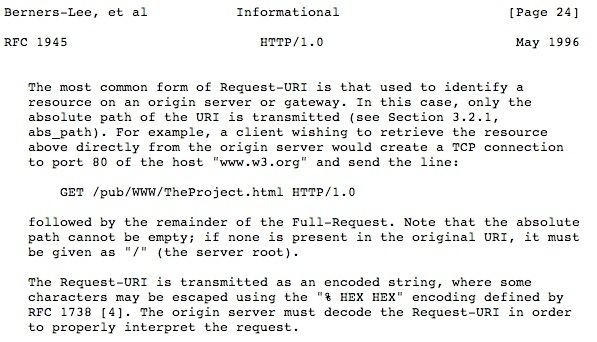 Berners-Lee, et al Informational [Page 24]
RFC 1945 HTTP/1.0 May 1996
The most common form of Request-URI is that used to identify a
resource on an origin server or gateway. In this case, only the
absolute path of the URI is transmitted (see Section 3.2.1,
abs_path). For example, a client wishing to retrieve the resource
above directly from the origin server would create a TCP connection
to port 80 of the host "www.w3.org" and send the line:
GET /pub/WWW/TheProject.html HTTP/1.0
followed by the remainder of the Full-Request. Note that the absolute
path cannot be empty; if none is present in the original URI, it must
be given as "/" (the server root).
The Request-URI is transmitted as an encoded string, where some
characters may be escaped using the "% HEX HEX" encoding defined by
RFC 1738 [4]. The origin server must decode the Request-URI in order
to properly interpret the request.